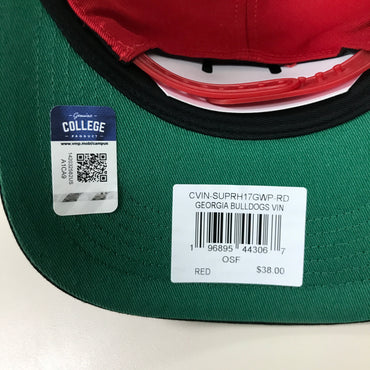 Genuine
COLLEGE
PRODUCT
www.vmp.mobi/campus
A1CA9
CVIN-SUPRH17GWP-RD
GEORGIA BULLDOGS VIN
1 96895 44306 7
OSF
RED $38.00